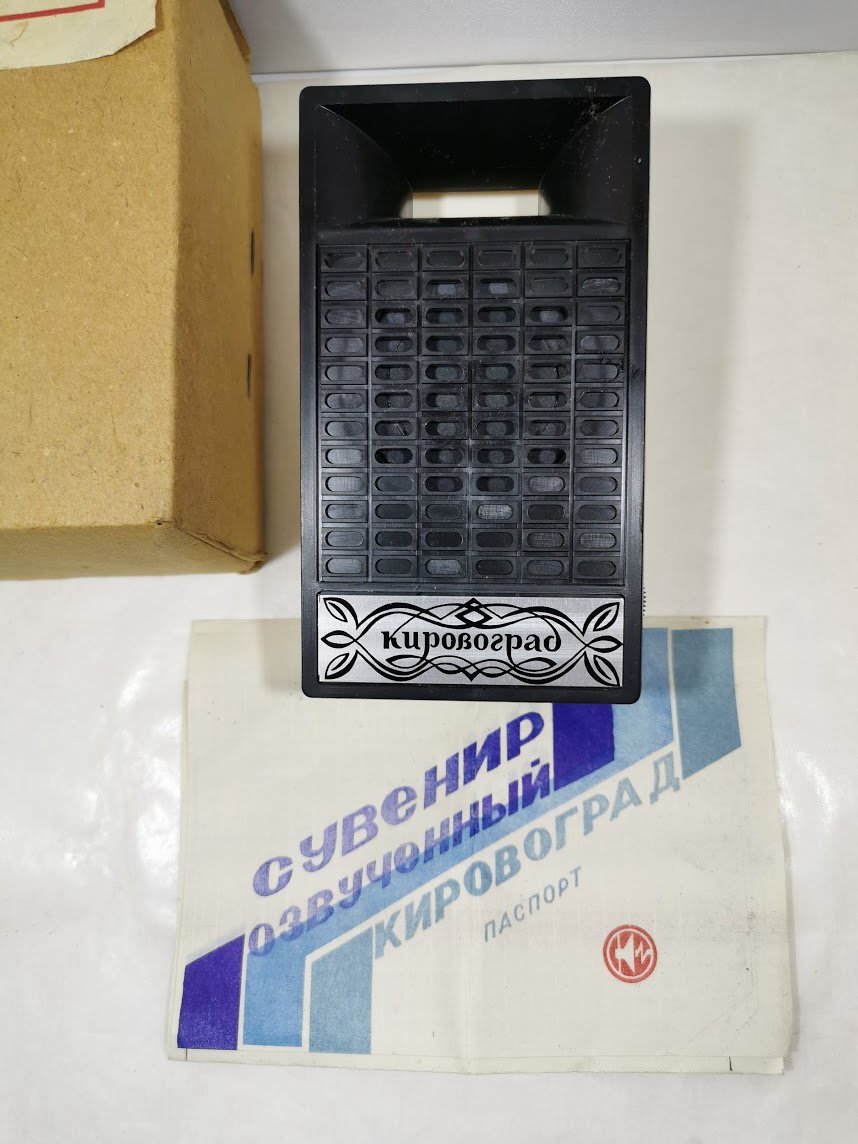 кировоград
сувенир
озвученный
кировоград
паспорт